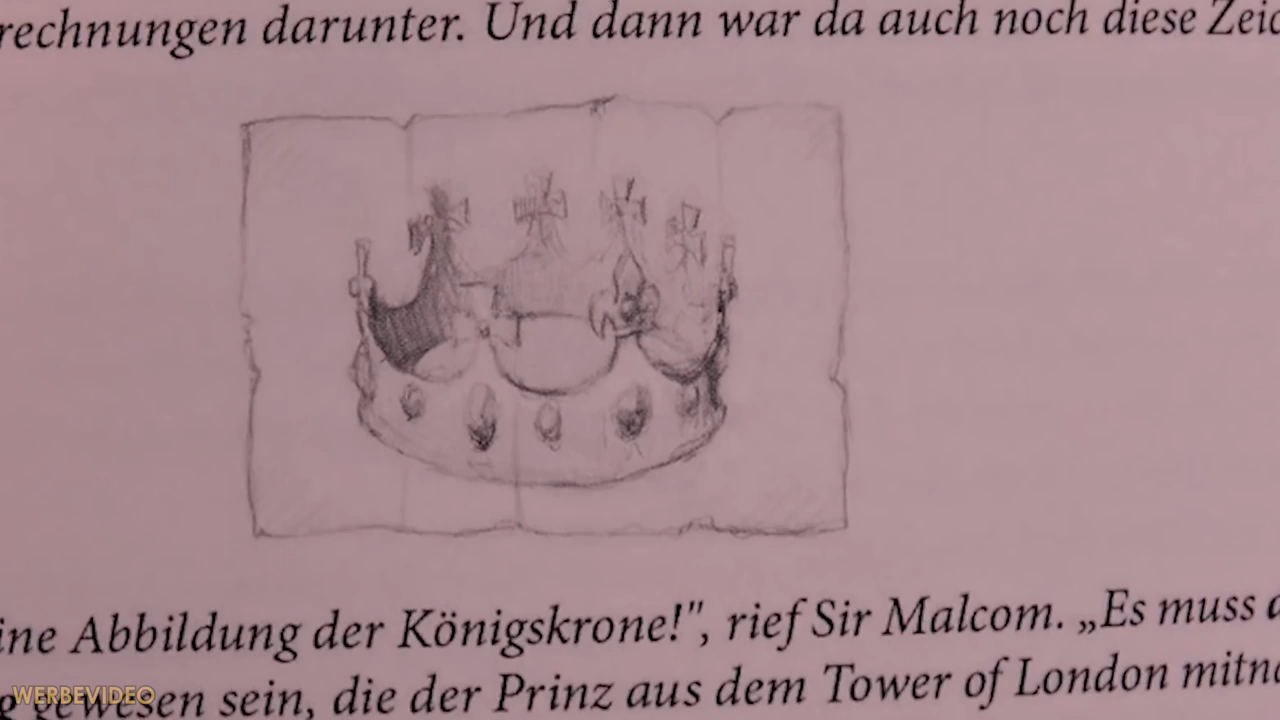 rechnungen darunter. Und dann war da auch noch diese Zeic
ine Abbildung der Königskrone!", rief Sir Malcom. „Es muss
g gewesen sein, die der Prinz aus dem Tower of London mitn
WERBEVIDEO